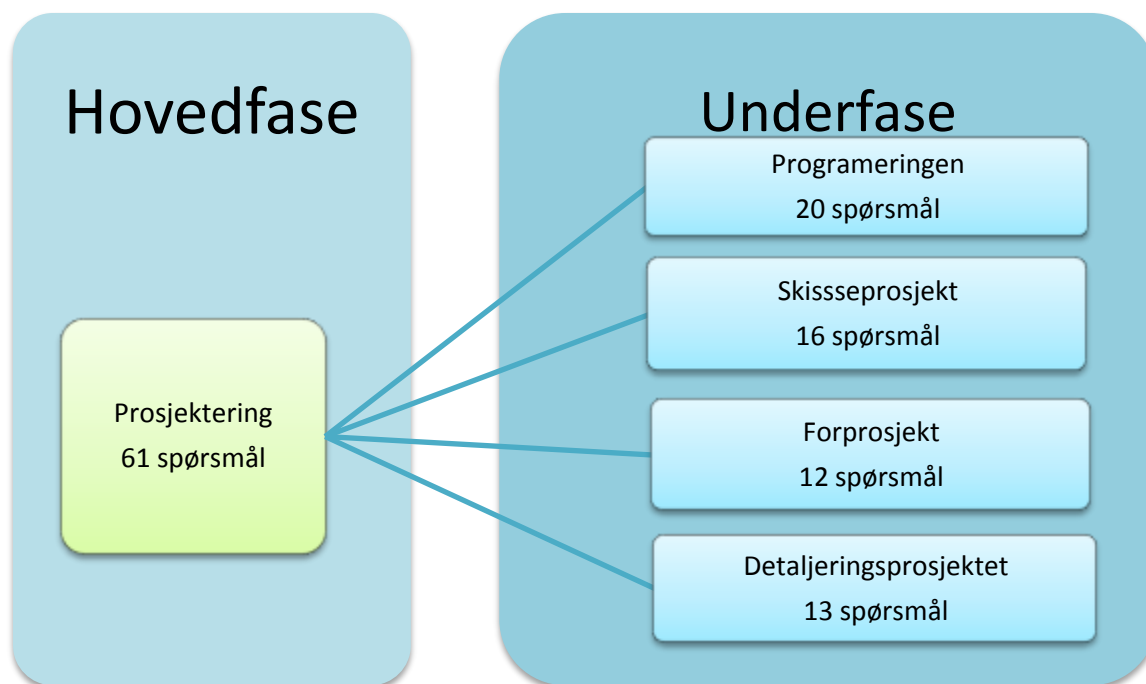 Hovedfase
Underfase
Programeringen
20 spørsmål
Skissseprosjekt
16 spørsmål
Prosjektering
61 spørsmål
Forprosjekt
12 spørsmål
Detaljeringsprosjektet
13 spørsmål